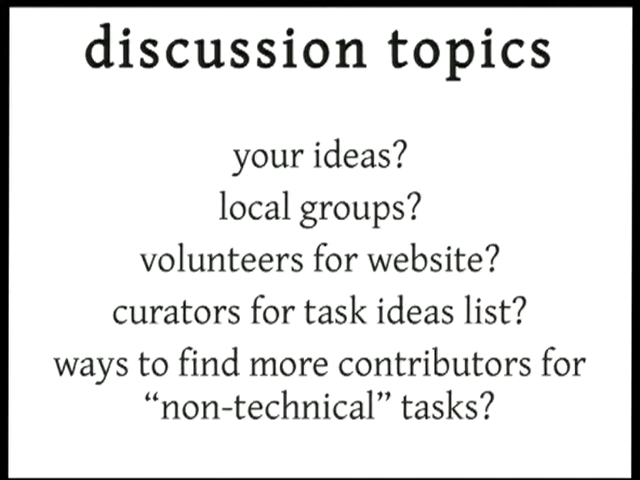 discussion topics
your ideas?
local groups?
volunteers for website?
curators for task ideas list?
ways to find more contributors for
“non-technical” tasks?